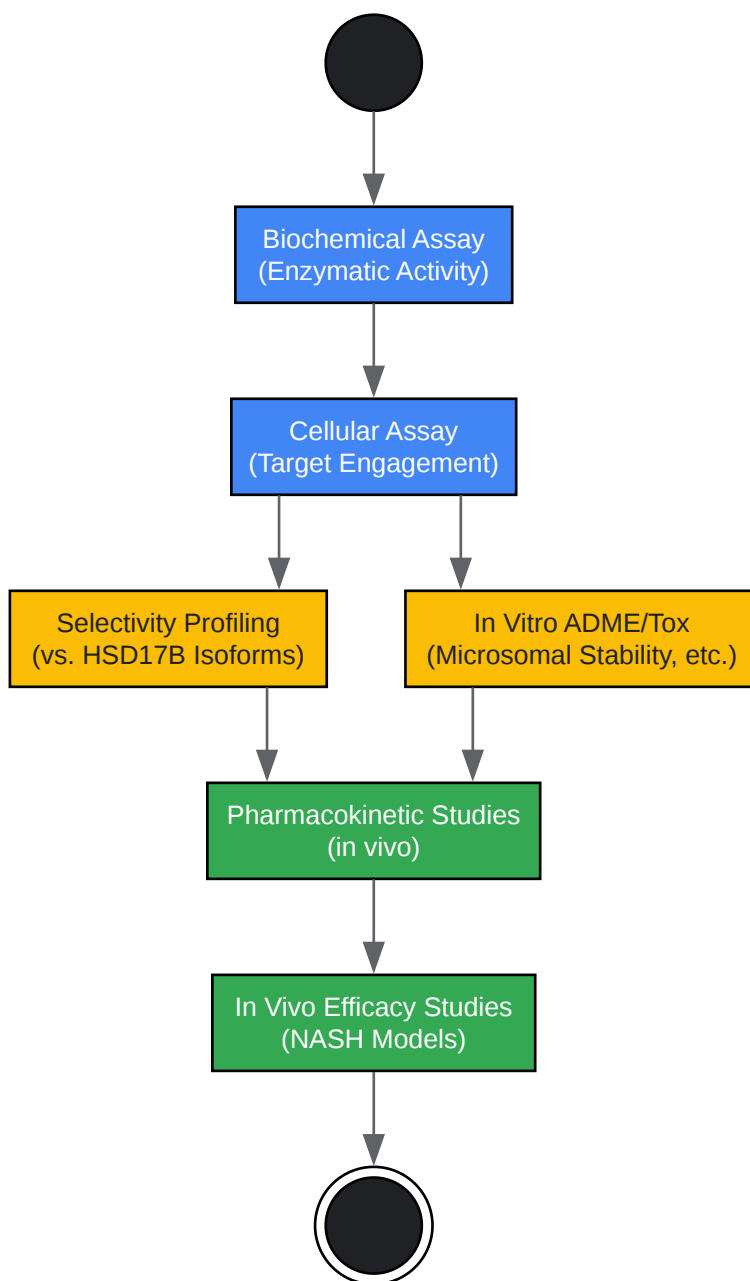 Biochemical Assay
(Enzymatic Activity)
Cellular Assay
(Target Engagement)
Selectivity Profiling
(vs. HSD17B Isoforms)
In Vitro ADME/Tox
(Microsomal Stability, etc.)
Pharmacokinetic Studies
(in vivo)
In Vivo Efficacy Studies
(NASH Models)